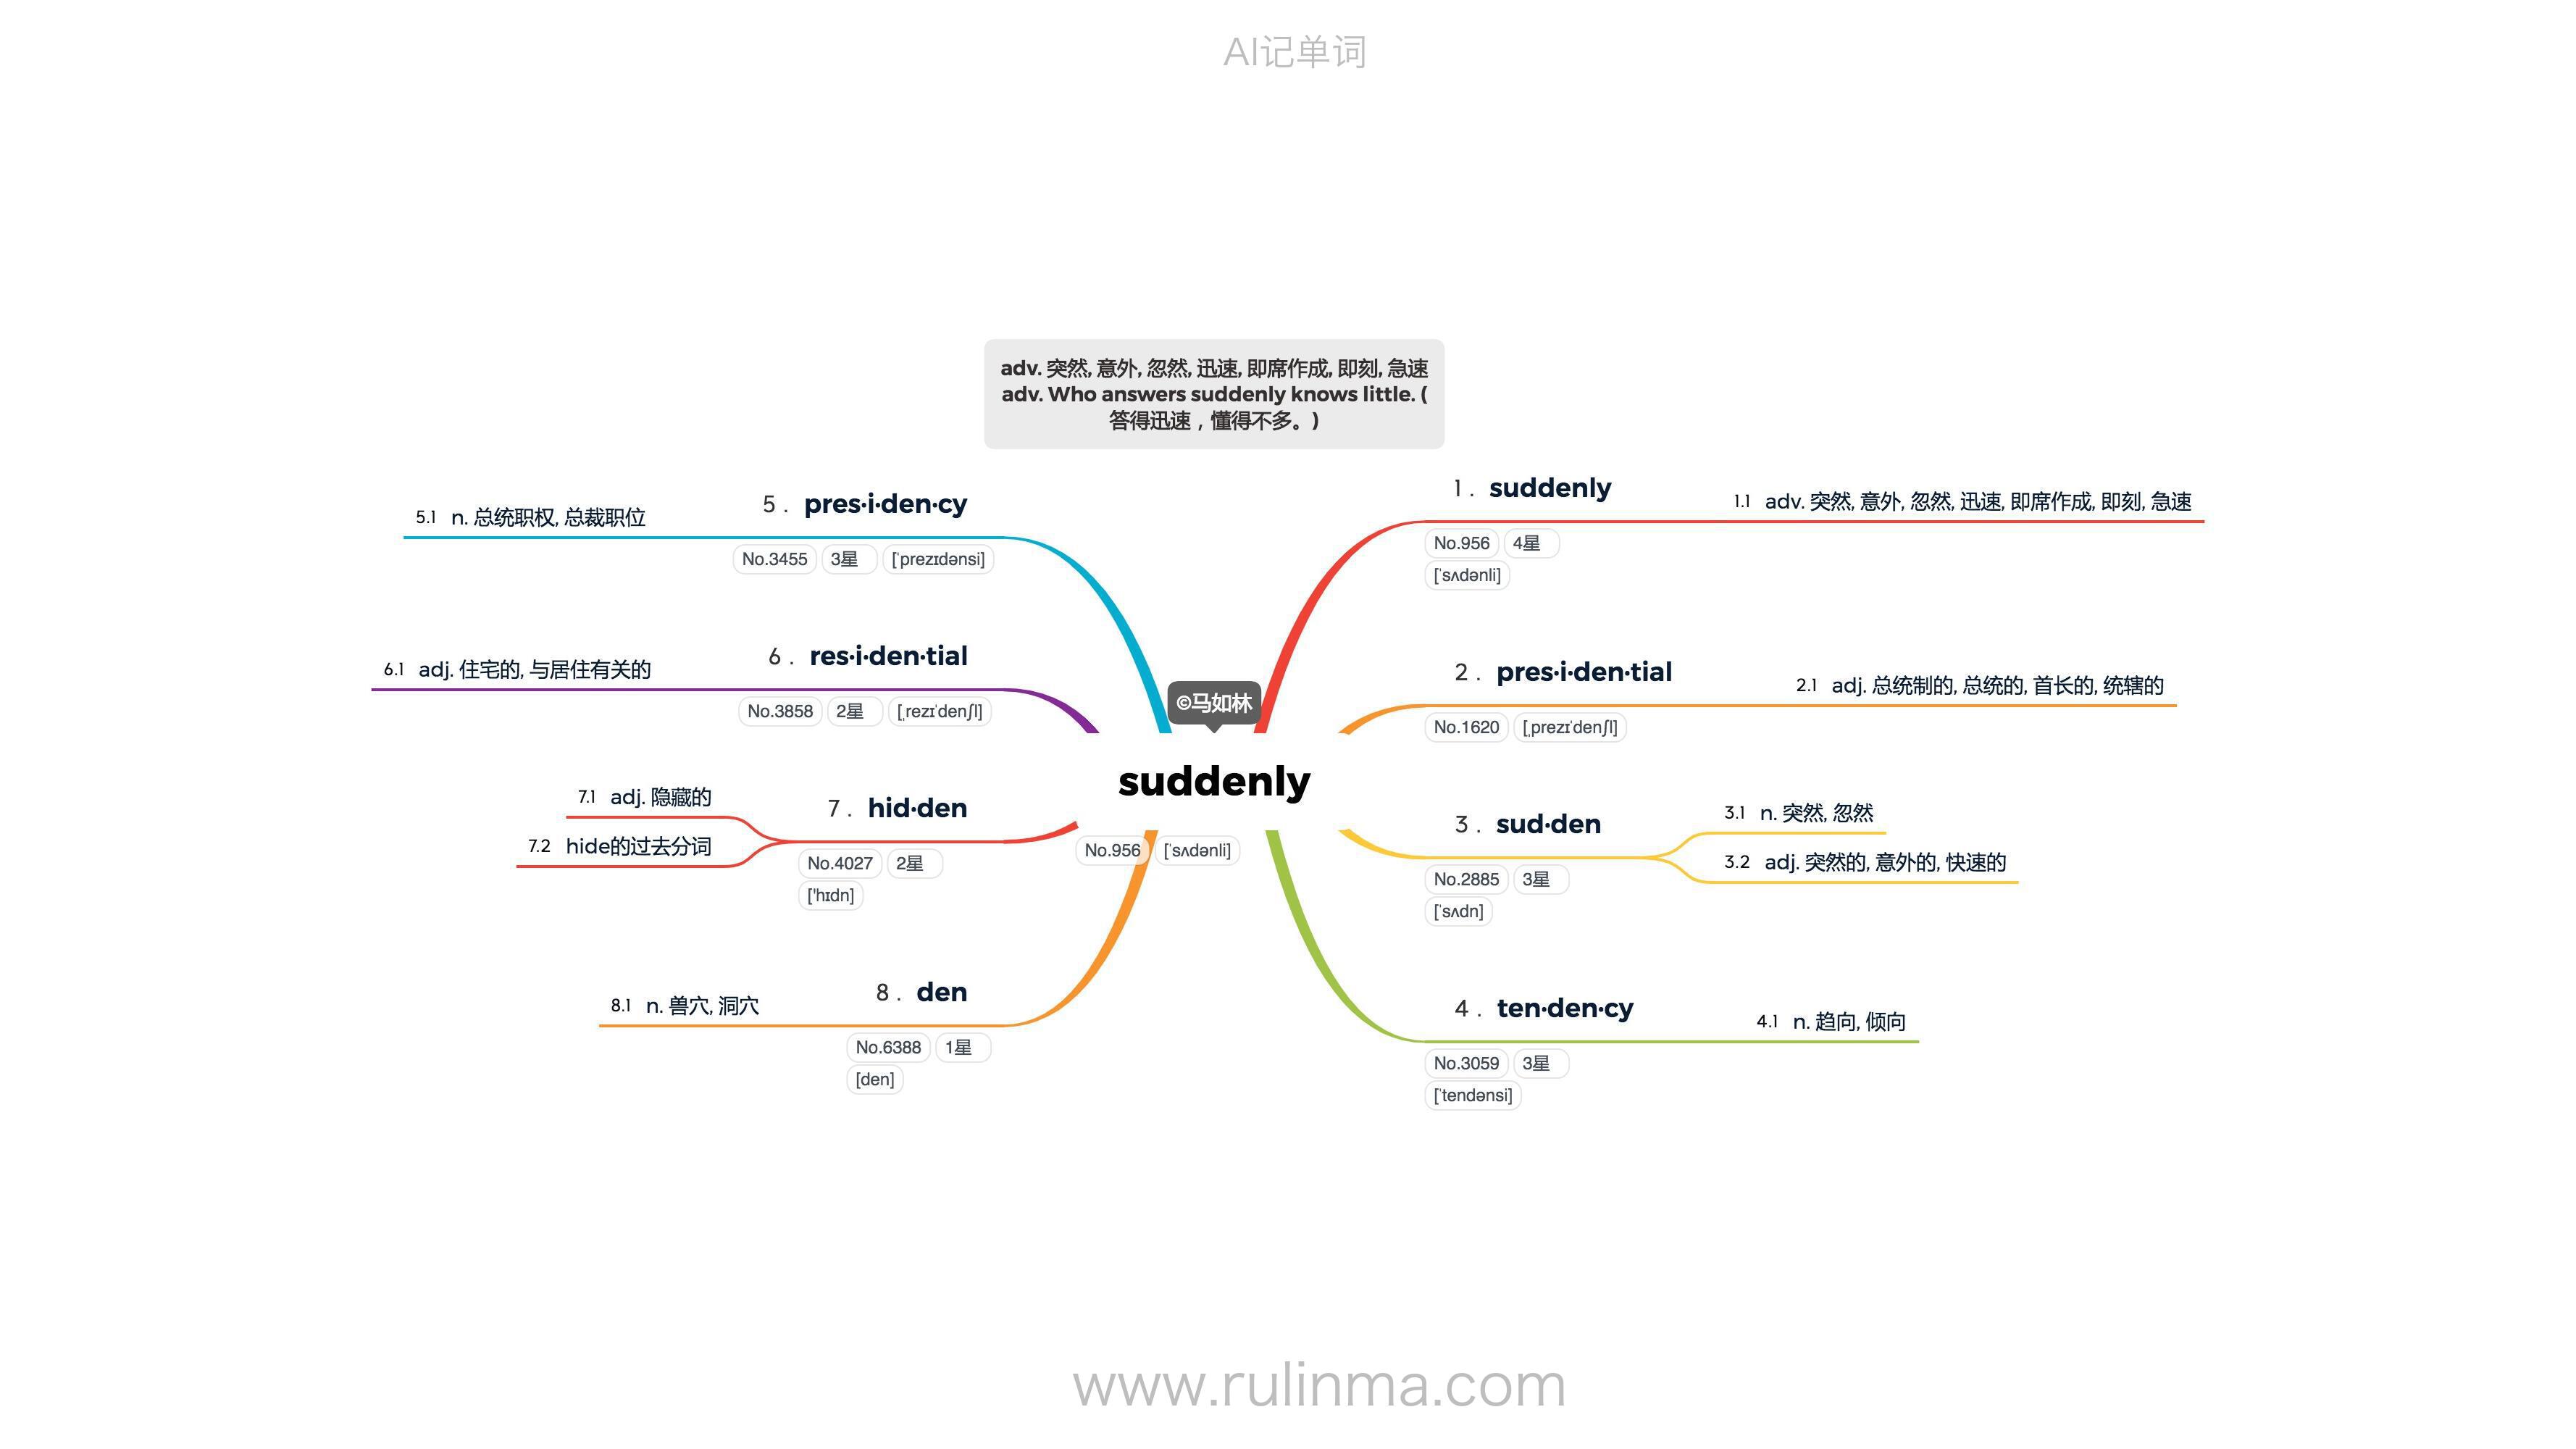 AI记单词
adv. 突然, 意外, 忽然, 迅速, 即席作成, 即刻, 急速
adv. Who answers suddenly knows little. (
答得迅速，懂得不多。)
©马如林
suddenly
No.956 [ˈsʌdənli]
1 . suddenly
No.956 4星
[ˈsʌdənli]
1.1 adv. 突然, 意外, 忽然, 迅速, 即席作成, 即刻, 急速
2 . pres·i·den·tial
No.1620 [ˌprezɪˈdenʃl]
2.1 adj. 总统制的, 总统的, 首长的, 统辖的
3 . sud·den
No.2885 3星
[ˈsʌdn]
3.1 n. 突然, 忽然
3.2 adj. 突然的, 意外的, 快速的
4 . ten·den·cy
No.3059 3星
[ˈtendənsi]
4.1 n. 趋向, 倾向
5 . pres·i·den·cy
No.3455 3星 [ˈprezɪdənsi]
5.1 n. 总统职权, 总裁职位
6 . res·i·den·tial
No.3858 2星 [ˌrezɪˈdenʃl]
6.1 adj. 住宅的, 与居住有关的
7 . hid·den
No.4027 2星
['hɪdn]
7.1 adj. 隐藏的
7.2 hide的过去分词
8 . den
No.6388 1星
[den]
8.1 n. 兽穴, 洞穴
www.rulinma.com